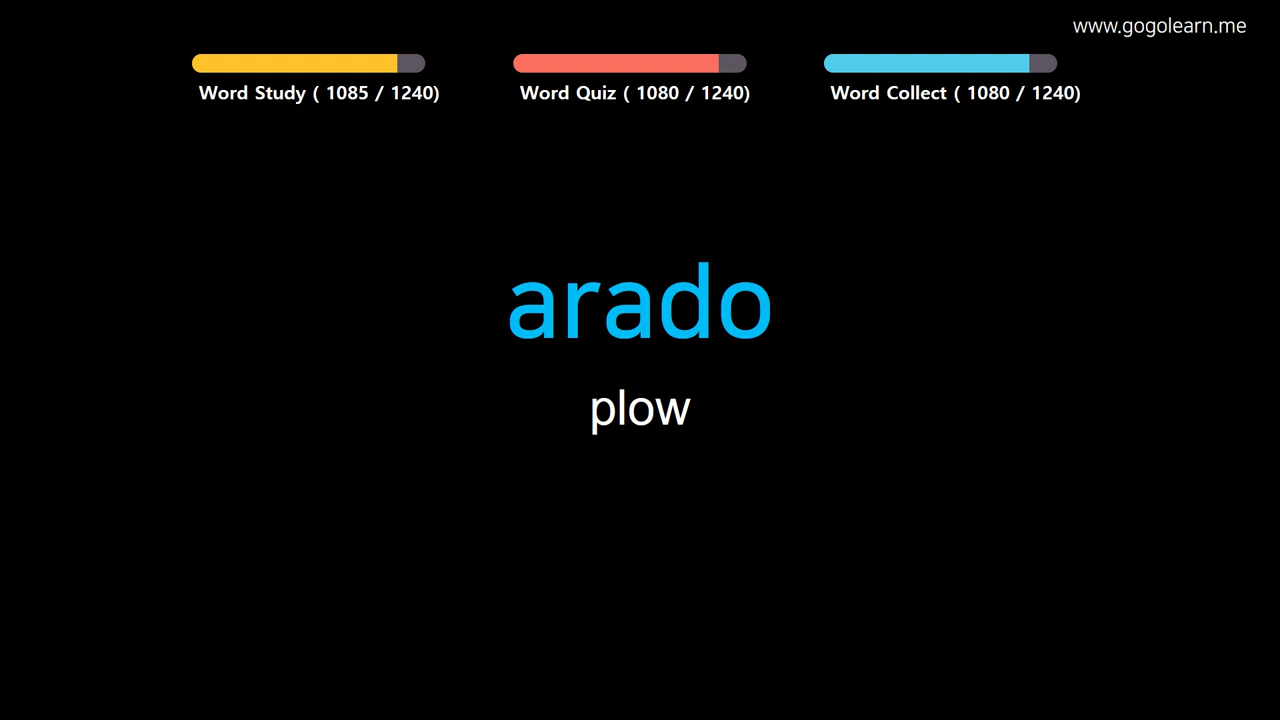 www.gogolearn.me
Word Study ( 1085 / 1240)
Word Quiz ( 1080 / 1240)
Word Collect ( 1080 / 1240)
arado
plow